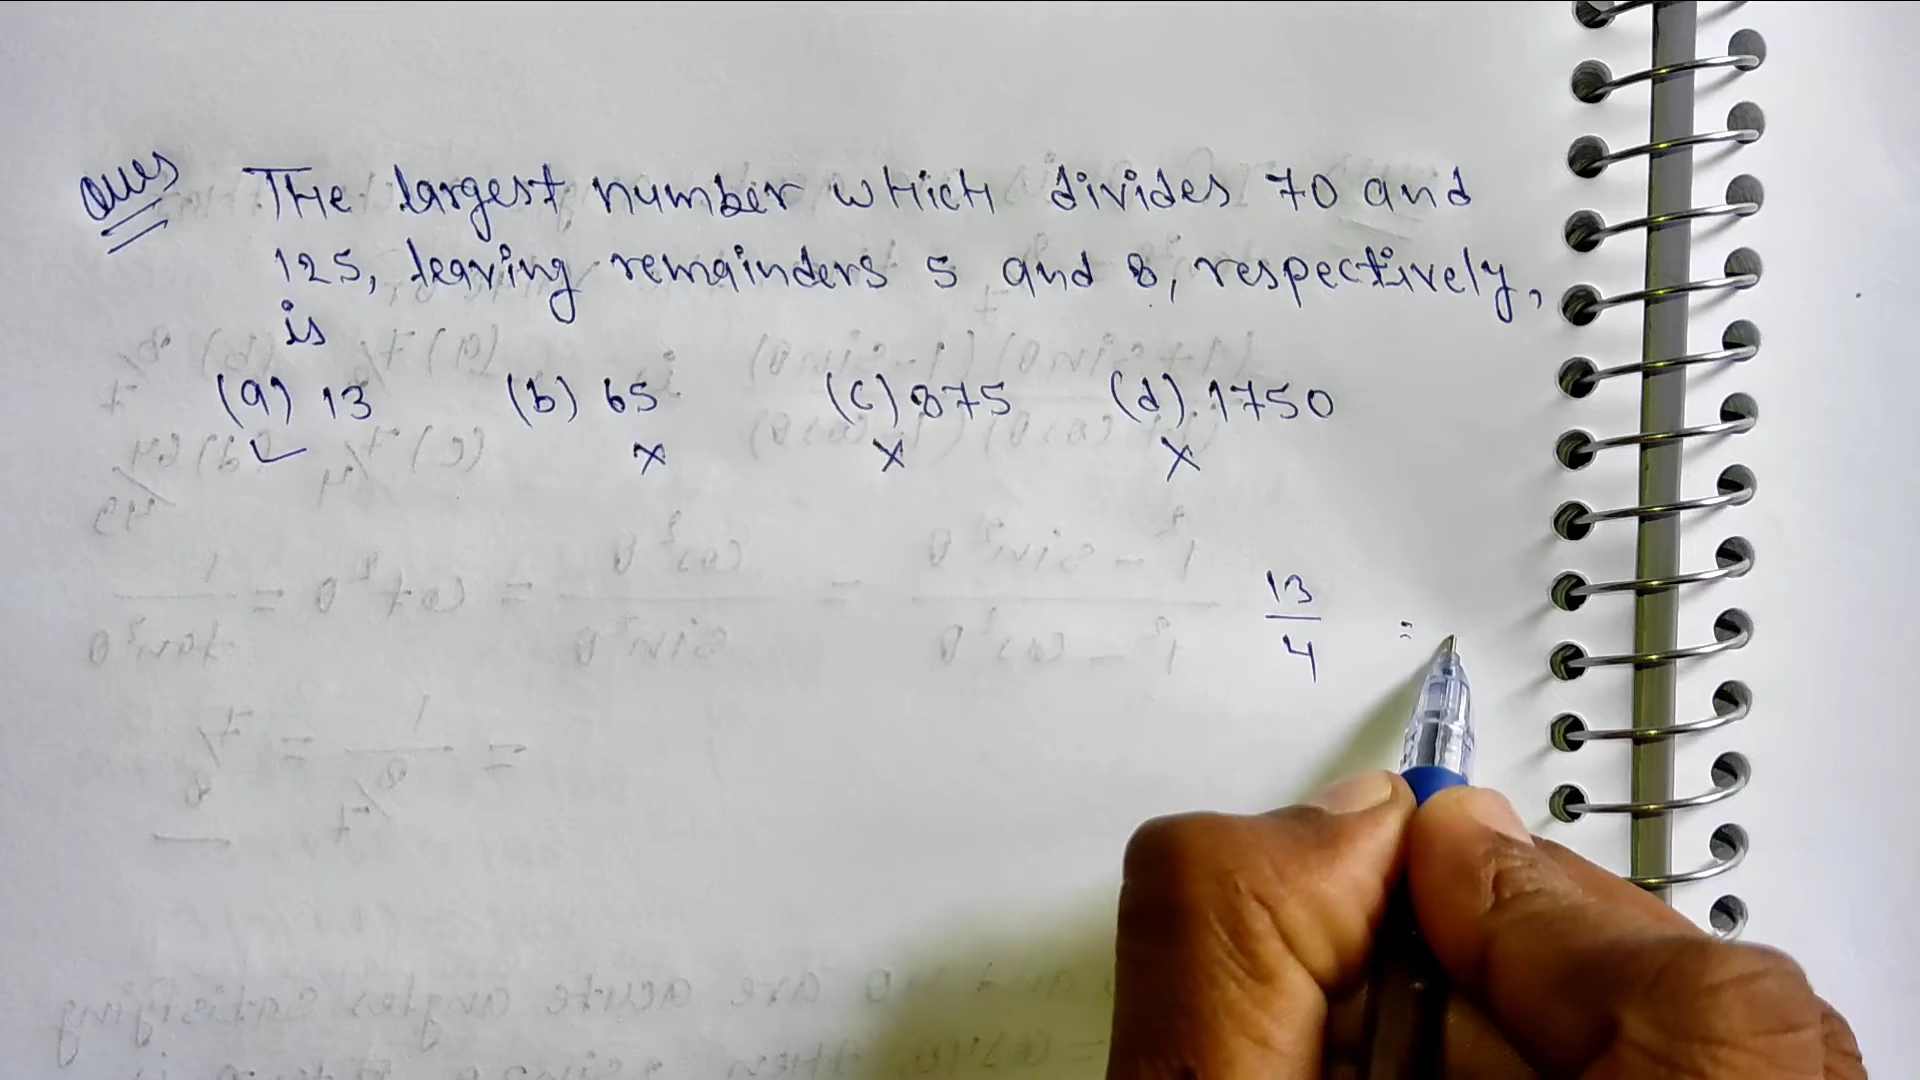 Ques The largest number which divides 70 and
125, leaving remainders 5 and 8, respectively,
is
(a) 13 (b) 65 (c) 875 (d) 1750
13
4
=